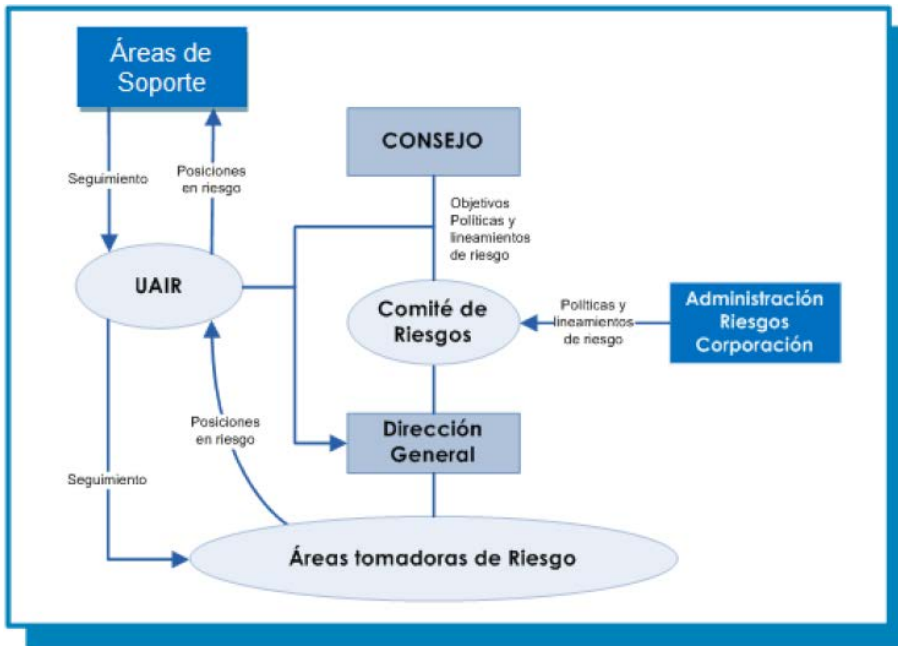 Áreas de
Soporte
CONSEJO
Seguimiento
Posiciones
en riesgo
Objetivos
Políticas y
lineamientos
de riesgo
UAIR
Comité de
Riesgos
Políticas y
lineamientos
de riesgo
Administración
Riesgos
Corporación
Posiciones
en riesgo
Dirección
General
Seguimiento
Áreas tomadoras de Riesgo